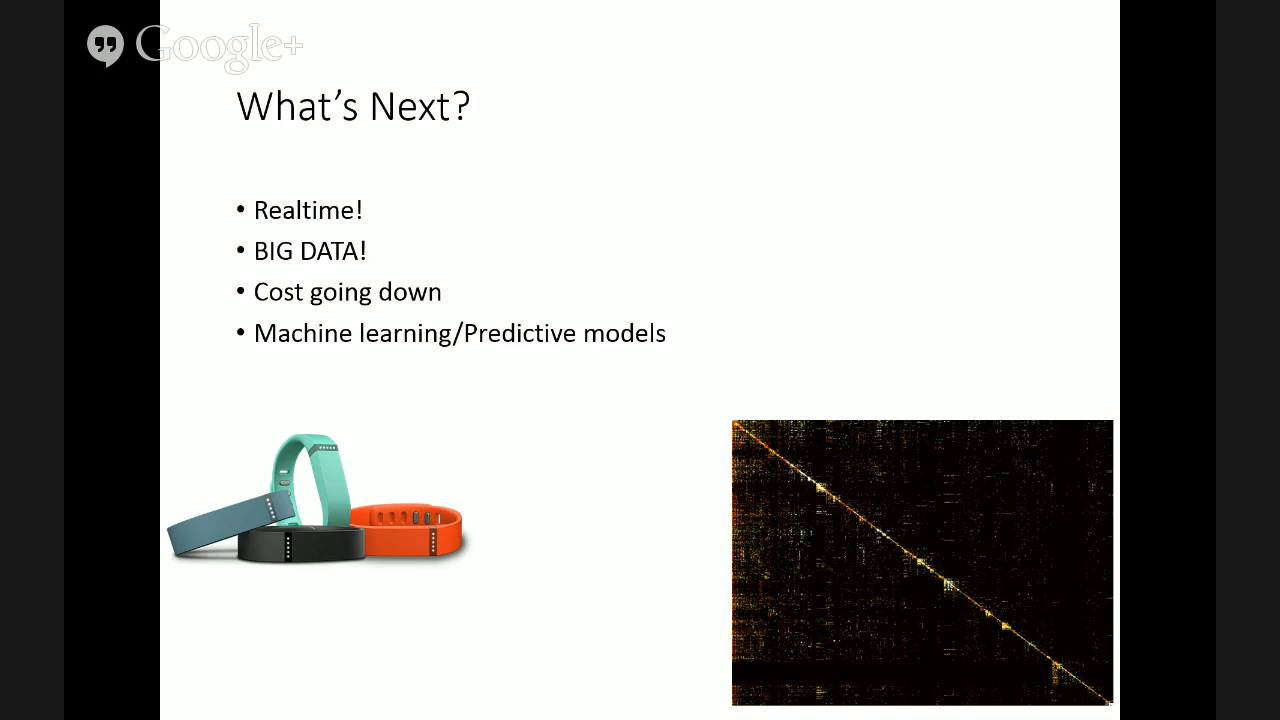 Google+
What's Next?
• Realtime!
• BIG DATA!
• Cost going down
• Machine learning/Predictive models